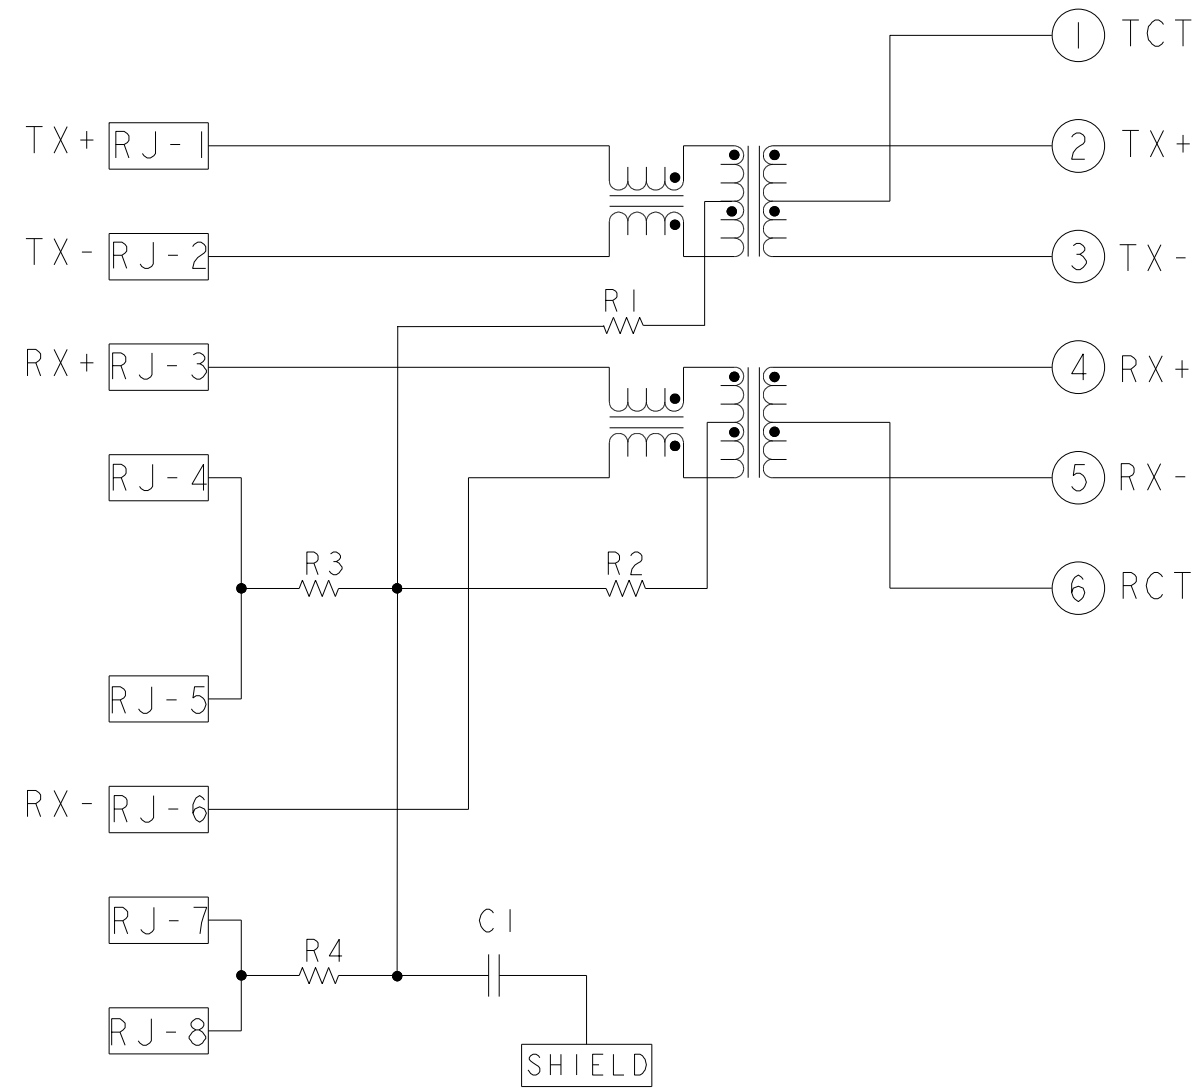 1 TCT
TX+ RJ-1 2 TX+
TX- RJ-2 3 TX-
R1
RX+ RJ-3 4 RX+
RJ-4 5 RX-
R3 R2 6 RCT
RJ-5
RX- RJ-6
RJ-7 C1
R4
RJ-8
SHIELD